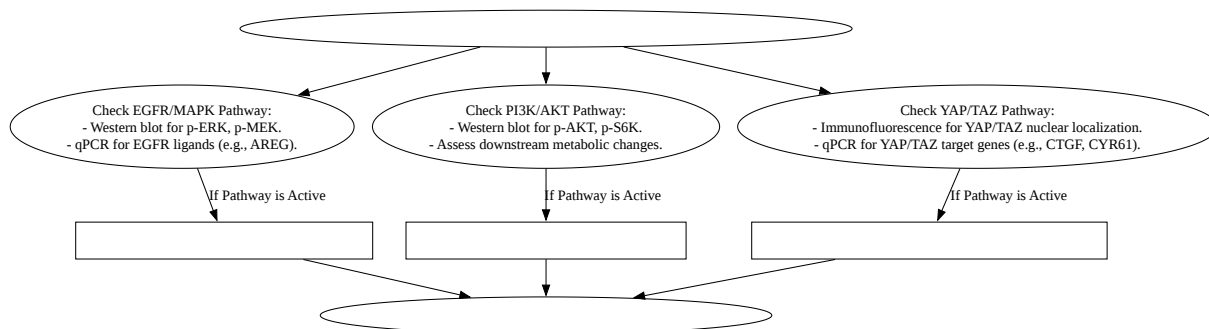 Check EGFR/MAPK Pathway:
- Western blot for p-ERK, p-MEK.
- qPCR for EGFR ligands (e.g., AREG).
Check PI3K/AKT Pathway:
- Western blot for p-AKT, p-S6K.
- Assess downstream metabolic changes.
Check YAP/TAZ Pathway:
- Immunofluorescence for YAP/TAZ nuclear localization.
- qPCR for YAP/TAZ target genes (e.g., CTGF, CYR61).
If Pathway is Active
If Pathway is Active
If Pathway is Active